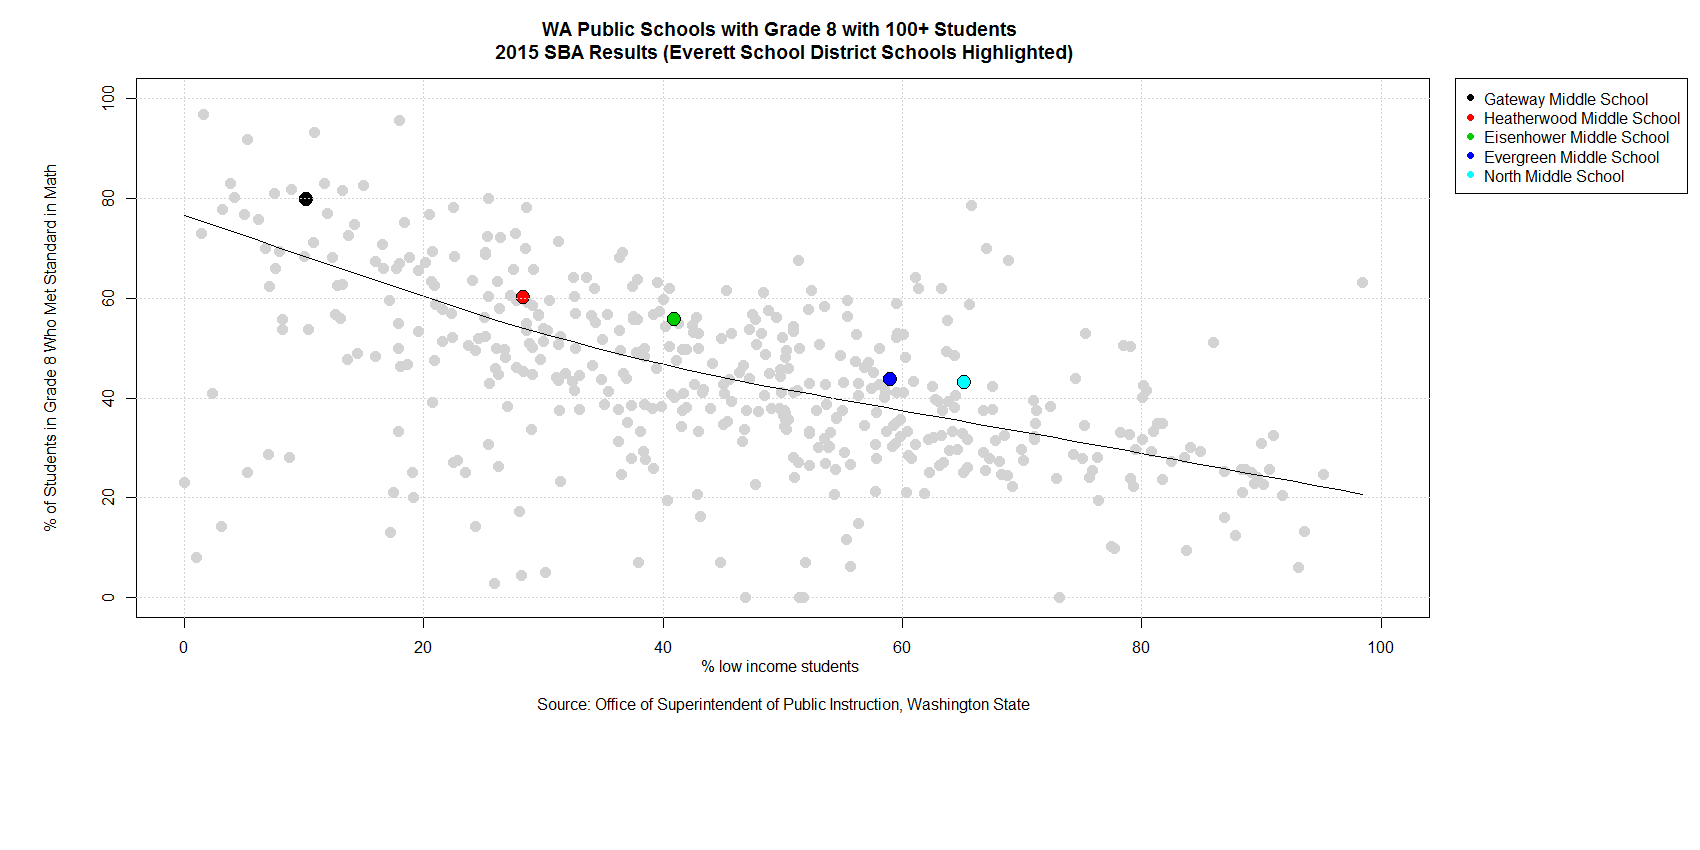 WA Public Schools with Grade 8 with 100+ Students
2015 SBA Results (Everett School District Schools Highlighted)
% of Students in Grade 8 Who Met Standard in Math
100
80
60
40
20
0
0 20 40 60 80 100
% low income students
Source: Office of Superintendent of Public Instruction, Washington State
Gateway Middle School
Heatherwood Middle School
Eisenhower Middle School
Evergreen Middle School
North Middle School